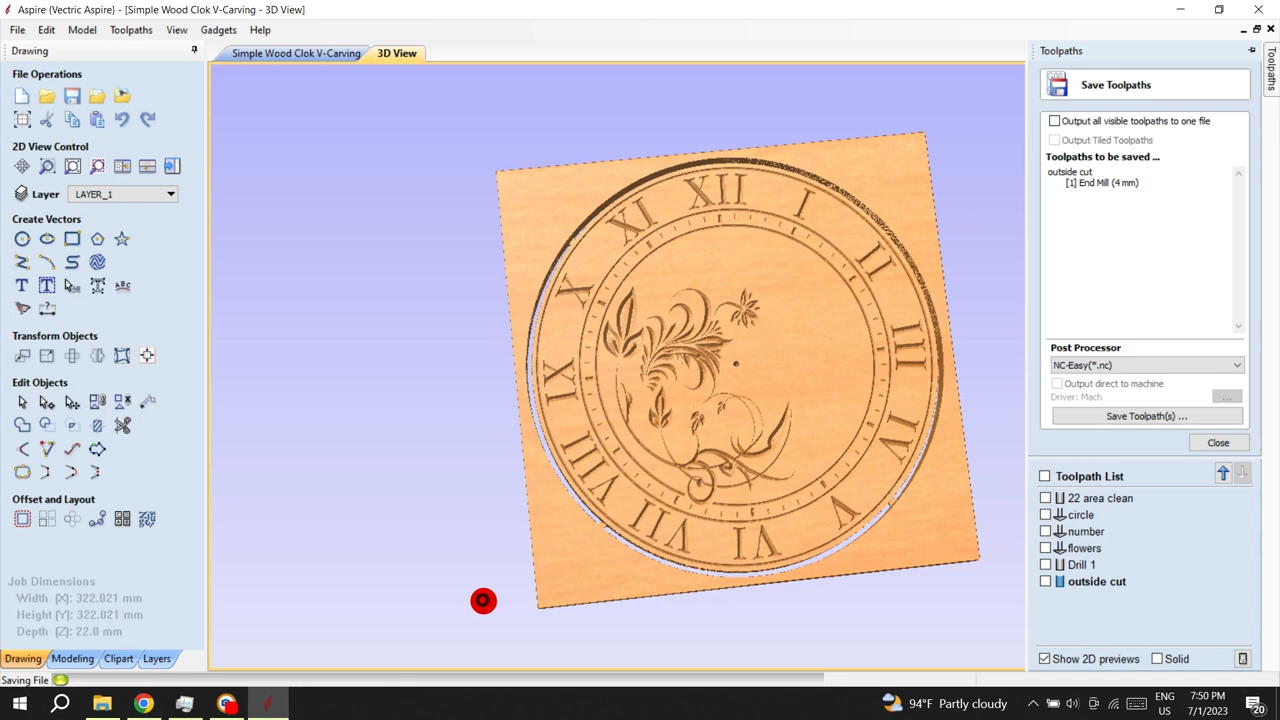 Aspire {Vectric Aspire} - [Simple Wood Clok V-Carving - 3D View]
File Edit Model Toolpaths View Gadgets Help
Drawing
File Operations
2D View Control
Layer LAYER_1
Create Vectors
Transform Objects
Edit Objects
Offset and Layout
Job Dimensions
Width [X]: 322.021 mm
Height [Y]: 322.021 mm
Depth [Z]: 22.0 mm
Drawing Modeling Clipart Layers
Saving File
Simple Wood Clok V-Carving 3D View
XII
I
II
III
IV
V
VI
VII
VIII
IX
X
XI
Toolpaths
Toolpaths
Save Toolpaths
Output all visible toolpaths to one file
Output Tiled Toolpaths
Toolpaths to be saved ...
outside cut
[1] End Mill (4 mm)
Post Processor
NC-Easy(*.nc)
Output direct to machine
Driver: Mach ...
Save Toolpath(s) ...
Close
Toolpath List
22 area clean
circle
number
flowers
Drill 1
outside cut
Show 2D previews Solid
94°F Partly cloudy
ENG
US
7:50 PM
7/1/2023
20